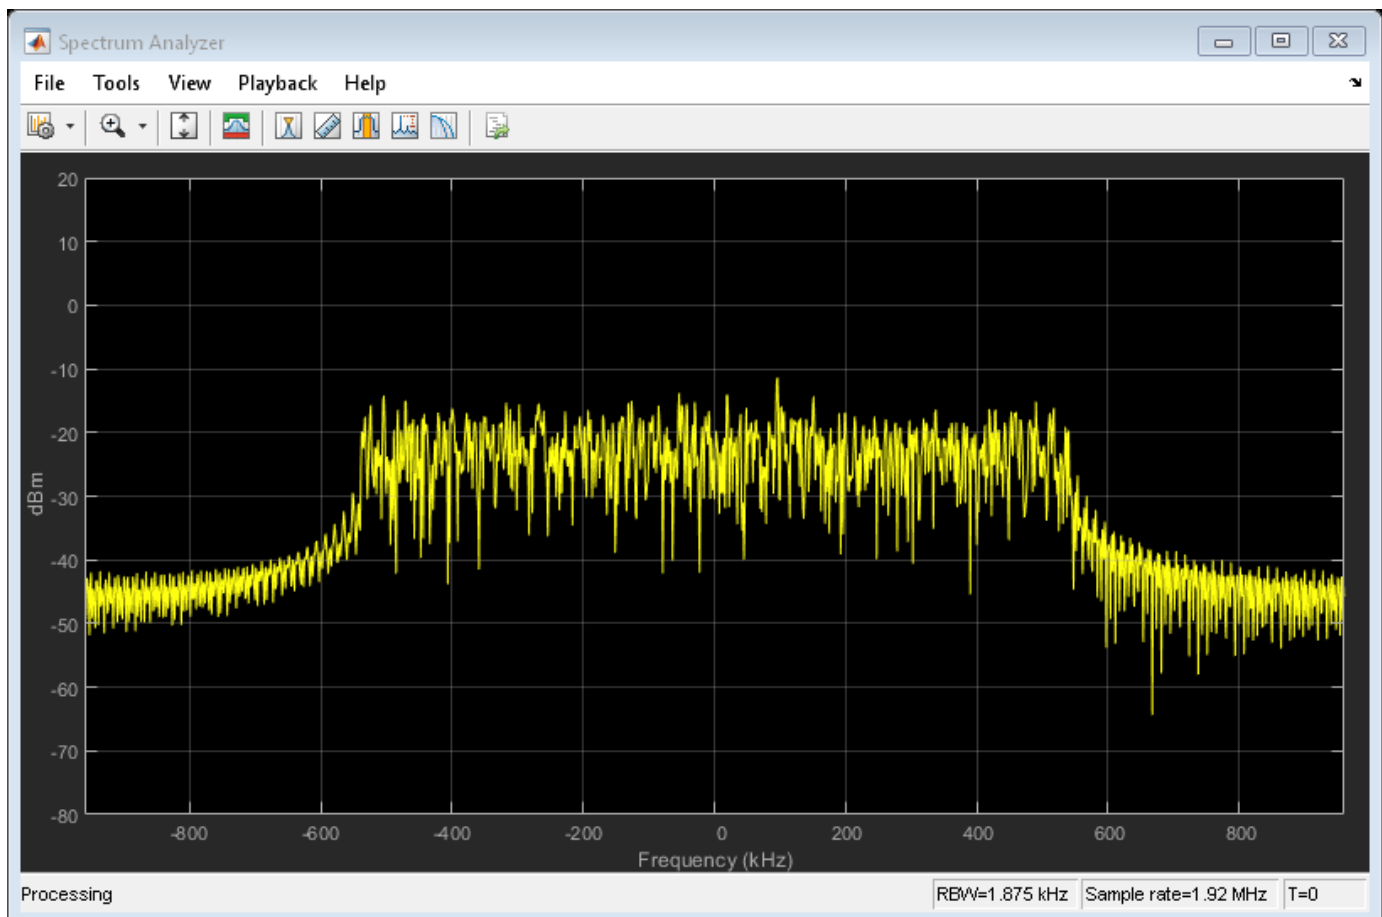 Spectrum Analyzer
File Tools View Playback Help
20
10
0
-10
-20
-30
-40
-50
-60
-70
-80
dBm
-800 -600 -400 -200 0 200 400 600 800
Frequency (kHz)
Processing RBW=1.875 kHz Sample rate=1.92 MHz T=0